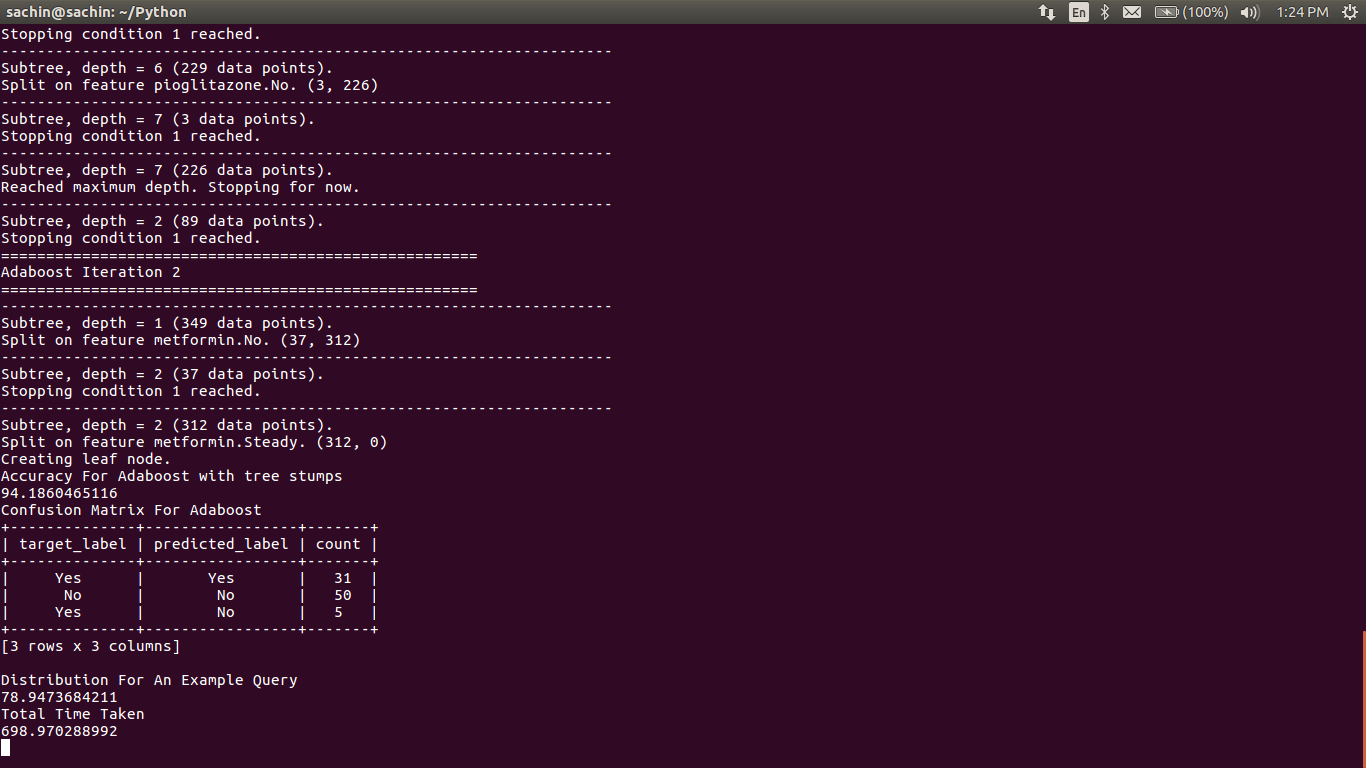 sachin@sachin: ~/Python
En (100%) 1:24 PM
Stopping condition 1 reached.
--------------------------------------------------------------------
Subtree, depth = 6 (229 data points).
Split on feature pioglitazone.No. (3, 226)
--------------------------------------------------------------------
Subtree, depth = 7 (3 data points).
Stopping condition 1 reached.
--------------------------------------------------------------------
Subtree, depth = 7 (226 data points).
Reached maximum depth. Stopping for now.
--------------------------------------------------------------------
Subtree, depth = 2 (89 data points).
Stopping condition 1 reached.
=====================================================
Adaboost Iteration 2
=====================================================
--------------------------------------------------------------------
Subtree, depth = 1 (349 data points).
Split on feature metformin.No. (37, 312)
--------------------------------------------------------------------
Subtree, depth = 2 (37 data points).
Stopping condition 1 reached.
--------------------------------------------------------------------
Subtree, depth = 2 (312 data points).
Split on feature metformin.Steady. (312, 0)
Creating leaf node.
Accuracy For Adaboost with tree stumps
94.1860465116
Confusion Matrix For Adaboost
+--------------+-----------------+-------+
| target_label | predicted_label | count |
+--------------+-----------------+-------+
|     Yes      |       Yes       |   31  |
|      No      |        No       |   50  |
|     Yes      |        No       |   5   |
+--------------+-----------------+-------+
[3 rows x 3 columns]
Distribution For An Example Query
78.9473684211
Total Time Taken
698.970288992